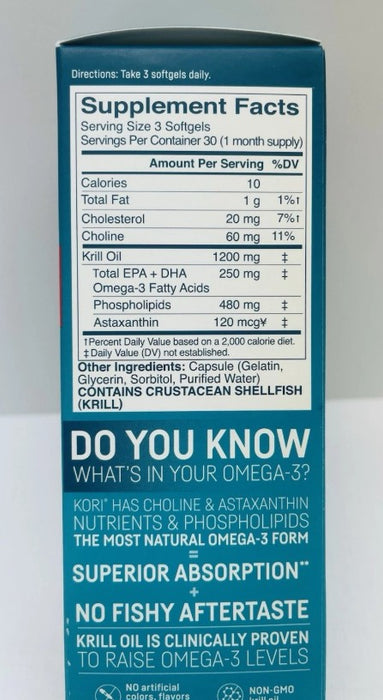 Directions: Take 3 softgels daily.
Supplement Facts
Serving Size 3 Softgels
Servings Per Container 30 (1 month supply)
Amount Per Serving %DV
Calories 10
Total Fat 1 g 1%†
Cholesterol 20 mg 7%†
Choline 60 mg 11%
Krill Oil 1200 mg ‡
Total EPA + DHA 250 mg ‡
Omega-3 Fatty Acids
Phospholipids 480 mg ‡
Astaxanthin 120 mcg¥ ‡
†Percent Daily Value based on a 2,000 calorie diet.
‡Daily Value (DV) not established.
Other Ingredients: Capsule (Gelatin,
Glycerin, Sorbitol, Purified Water)
CONTAINS CRUSTACEAN SHELLFISH
(KRILL)
DO YOU KNOW
WHAT'S IN YOUR OMEGA-3?
KORI® HAS CHOLINE & ASTAXANTHIN
NUTRIENTS & PHOSPHOLIPIDS
THE MOST NATURAL OMEGA-3 FORM
=
SUPERIOR ABSORPTION**
+
NO FISHY AFTERTASTE
KRILL OIL IS CLINICALLY PROVEN
TO RAISE OMEGA-3 LEVELS
NO artificial
colors, flavors
NON-GMO
krill oil